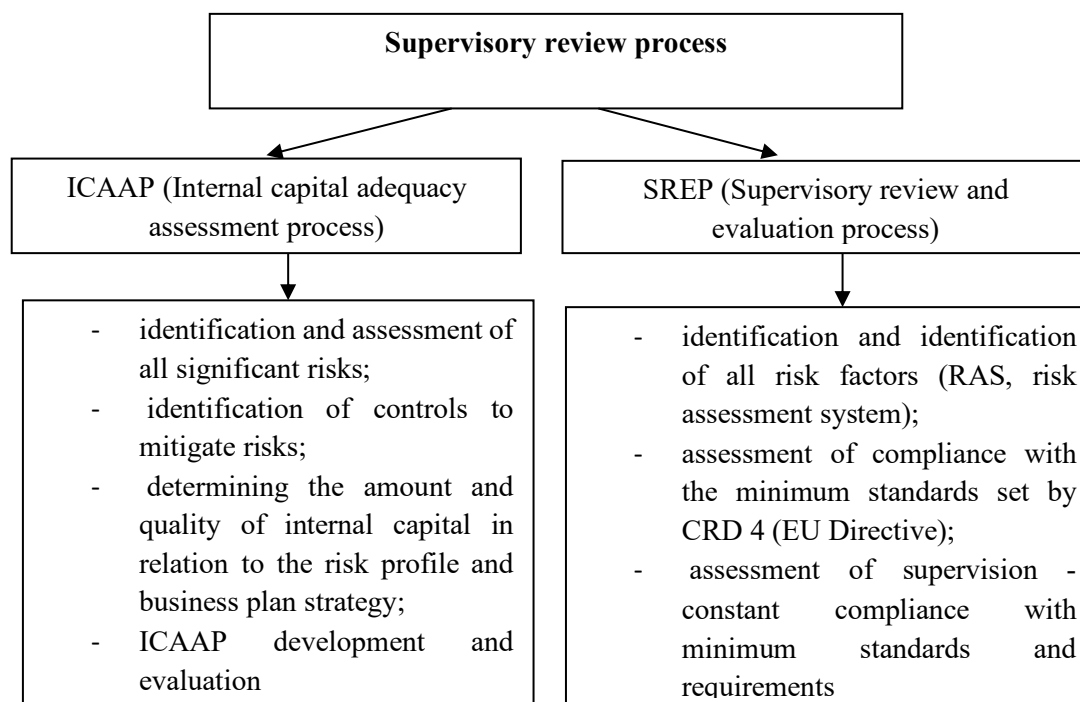 Supervisory review process
ICAAP (Internal capital adequacy
assessment process)
SREP (Supervisory review and
evaluation process)
- identification and assessment of
all significant risks;
- identification of controls to
mitigate risks;
- determining the amount and
quality of internal capital in
relation to the risk profile and
business plan strategy;
- ICAAP development and
evaluation
- identification and identification
of all risk factors (RAS, risk
assessment system);
- assessment of compliance with
the minimum standards set by
CRD 4 (EU Directive);
- assessment of supervision -
constant compliance with
minimum standards and
requirements